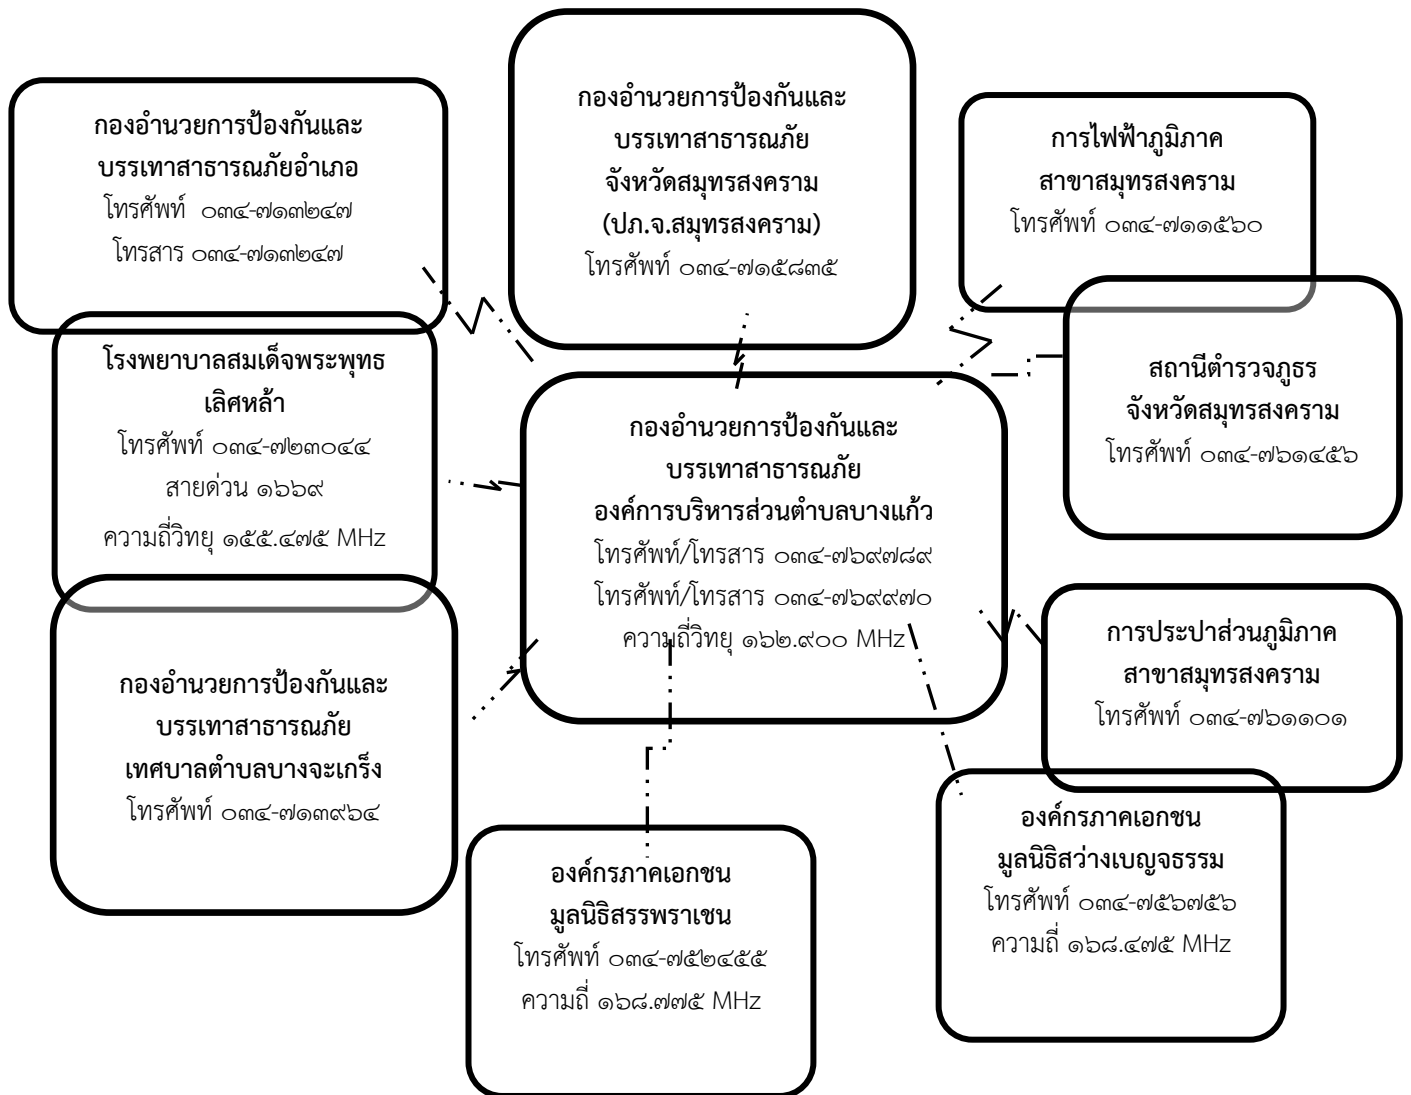 กองอำนวยการป้องกันและ
บรรเทาสาธารณภัยอำเภอ
โทรศัพท์ ๐๓๔-๗๑๓๒๔๗
โทรสาร ๐๓๔-๗๑๓๒๔๗
กองอำนวยการป้องกันและ
บรรเทาสาธารณภัย
จังหวัดสมุทรสงคราม
(ปภ.จ.สมุทรสงคราม)
โทรศัพท์ ๐๓๔-๗๑๕๘๓๕
การไฟฟ้าภูมิภาค
สาขาสมุทรสงคราม
โทรศัพท์ ๐๓๔-๗๑๑๕๖๐
โรงพยาบาลสมเด็จพระพุทธ
เลิศหล้า
โทรศัพท์ ๐๓๔-๗๒๓๐๔๔
สายด่วน ๑๖๖๙
ความถี่วิทยุ ๑๕๕.๔๗๕ MHz
กองอำนวยการป้องกันและ
บรรเทาสาธารณภัย
องค์การบริหารส่วนตำบลบางแก้ว
โทรศัพท์/โทรสาร ๐๓๔-๗๖๙๗๘๙
โทรศัพท์/โทรสาร ๐๓๔-๗๖๙๙๗๐
ความถี่วิทยุ ๑๖๒.๙๐๐ MHz
สถานีตำรวจภูธร
จังหวัดสมุทรสงคราม
โทรศัพท์ ๐๓๔-๗๖๑๔๕๖
กองอำนวยการป้องกันและ
บรรเทาสาธารณภัย
เทศบาลตำบลบางจะเกร็ง
โทรศัพท์ ๐๓๔-๗๑๓๙๖๔
การประปาส่วนภูมิภาค
สาขาสมุทรสงคราม
โทรศัพท์ ๐๓๔-๗๖๑๑๐๑
องค์กรภาคเอกชน
มูลนิธิสรรพราเชน
โทรศัพท์ ๐๓๔-๗๕๒๔๕๕
ความถี่ ๑๖๘.๗๗๕ MHz
องค์กรภาคเอกชน
มูลนิธิสว่างเบญจธรรม
โทรศัพท์ ๐๓๔-๗๕๖๗๕๖
ความถี่ ๑๖๘.๔๗๕ MHz